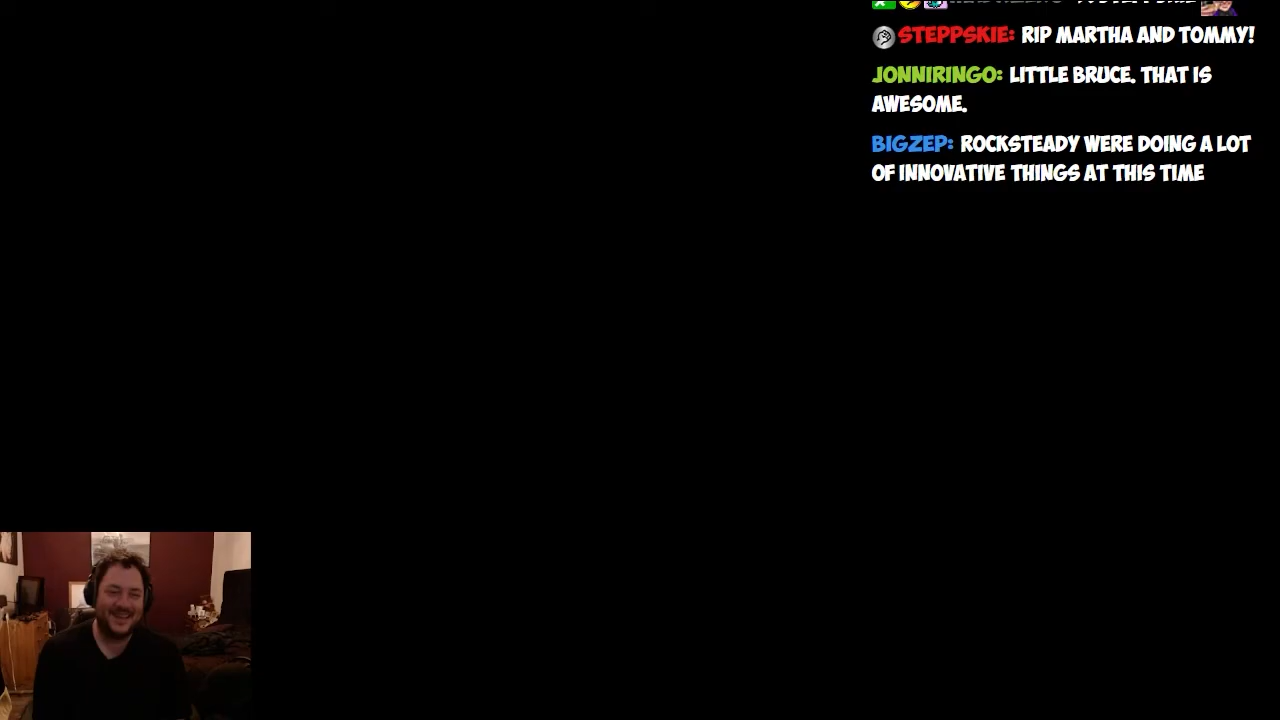 STEPPSKIE: RIP MARTHA AND TOMMY!
JONNIRINGO: LITTLE BRUCE. THAT IS
AWESOME.
BIGZEP: ROCKSTEADY WERE DOING A LOT
OF INNOVATIVE THINGS AT THIS TIME